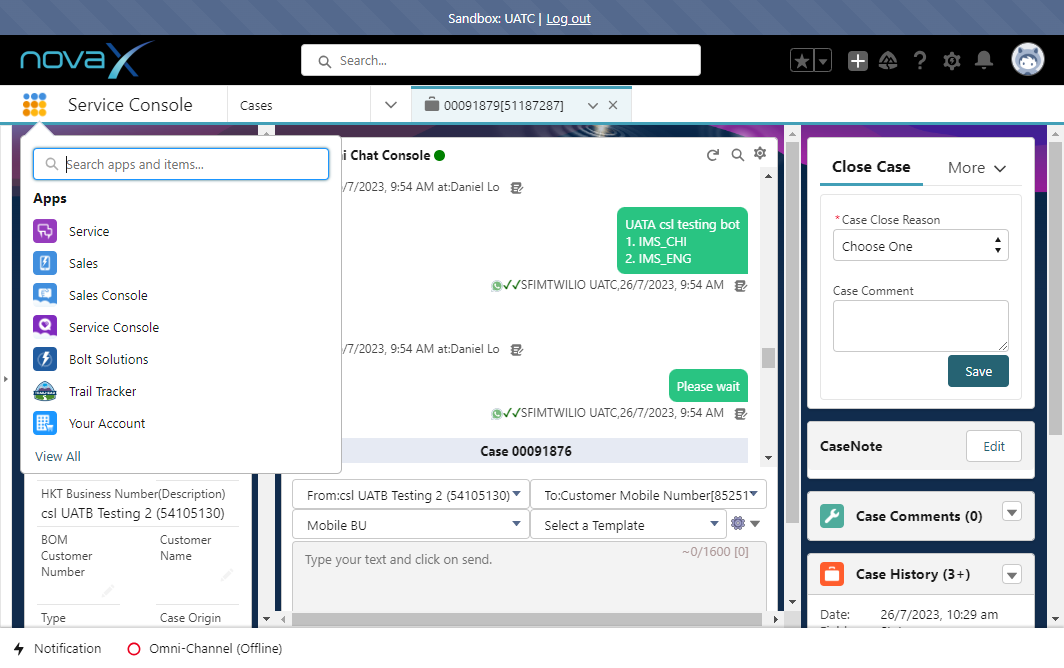 Sandbox: UATC | Log out
novaX
Search...
Service Console
Cases
00091879[51187287]
Search apps and items...
Apps
Service
Sales
Sales Console
Service Console
Bolt Solutions
Trail Tracker
Your Account
View All
HKT Business Number(Description)
csl UATB Testing 2 (54105130)
BOM Customer Number
Customer Name
Type
Case Origin
Chat Console
/7/2023, 9:54 AM at:Daniel Lo
UATA csl testing bot
1. IMS_CHI
2. IMS_ENG
SFIMTWILIO UATC,26/7/2023, 9:54 AM
/7/2023, 9:54 AM at:Daniel Lo
Please wait
SFIMTWILIO UATC,26/7/2023, 9:54 AM
Case 00091876
From:csl UATB Testing 2 (54105130)
To:Customer Mobile Number[85251
Mobile BU
Select a Template
Type your text and click on send.
~0/1600 [0]
Close Case
More
*Case Close Reason
Choose One
Case Comment
Save
CaseNote
Edit
Case Comments (0)
Case History (3+)
Date:
26/7/2023, 10:29 am
Notification
Omni-Channel (Offline)